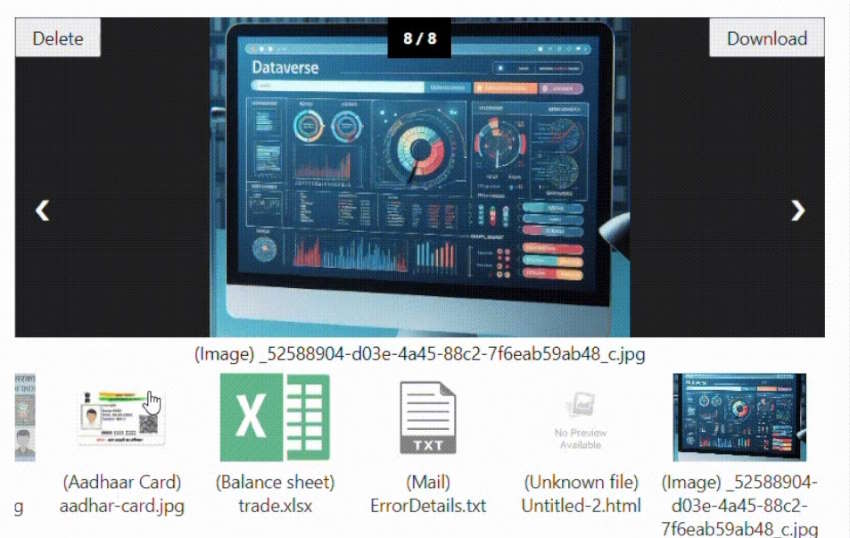 Delete
8 / 8
Download
Dataverse
(Image) _52588904-d03e-4a45-88c2-7f6eab59ab48_c.jpg
X
TXT
No Preview
Available
g
(Aadhaar Card)
aadhar-card.jpg
(Balance sheet)
trade.xlsx
(Mail)
ErrorDetails.txt
(Unknown file)
Untitled-2.html
(Image) _52588904-
d03e-4a45-88c2-
7f6eab59ab48_c.jpg